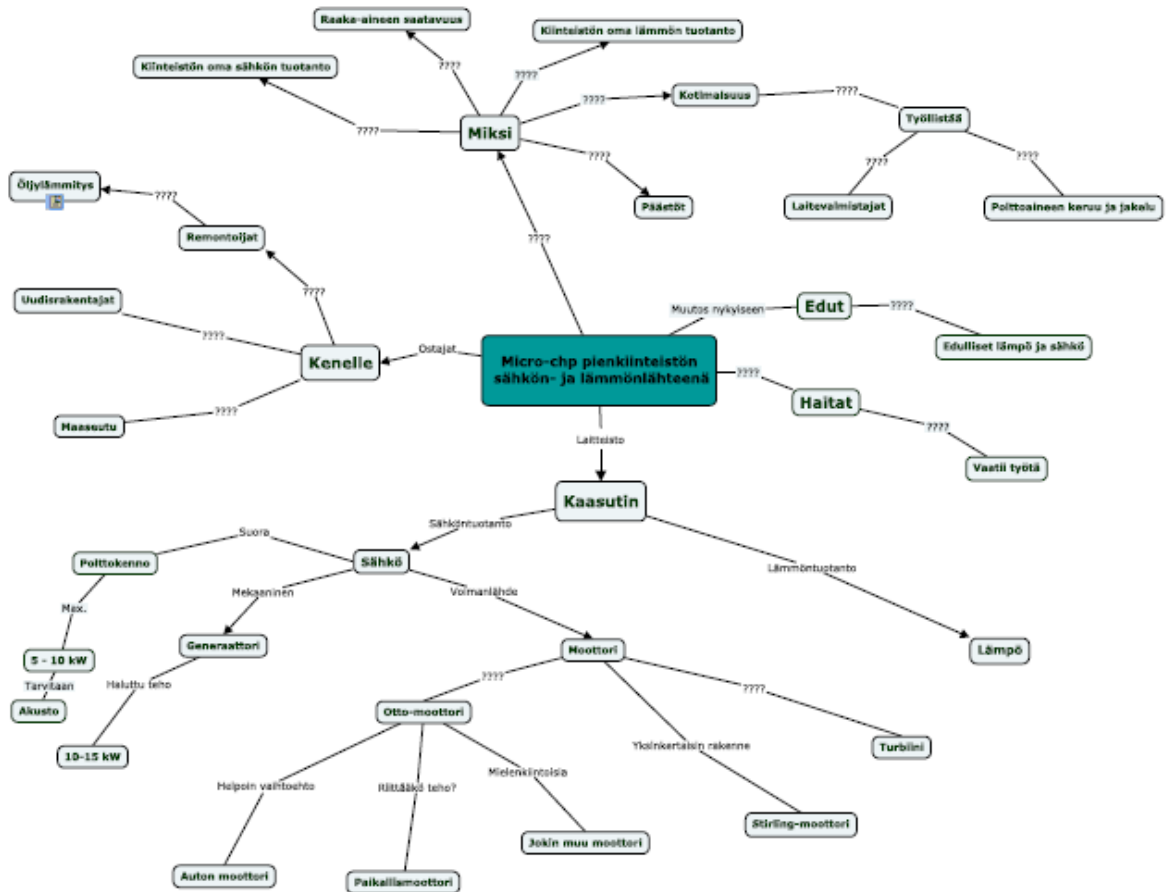 Raaka-aineen saatavuus
Kiinteistön oma lämmön tuotanto
Kiinteistön oma sähkön tuotanto
????
????
????
????
Kotimaisuus
????
Miksi
Työllistää
????
????
????
Päästöt
Laitevalmistajat
Polttoaineen keruu ja jakelu
????
Öljylämmitys
????
Remontoijat
????
Uudisrakentajat
????
Kenelle
Ostajat
????
Maaseutu
Micro-chp pienkiinteistön
sähkön- ja lämmönlähteenä
Muutos nykyiseen
Edut
????
Edulliset lämpö ja sähkö
????
Haitat
????
Vaatii työtä
Laitteisto
Kaasutin
Sähköntuotanto
Lämmöntuotanto
Lämpö
Suora
Sähkö
Polttokenno
Max.
5 - 10 kW
Tarvitaan
Akusto
Mekaaninen
Generaattori
Haluttu teho
10-15 kW
Voimanlähde
Moottori
????
????
Otto-moottori
Turbiini
Yksinkertaisin rakenne
Stirling-moottori
Helpoin vaihtoehto
Riittääkö teho?
Mielenkiintoisia
Jokin muu moottori
Auton moottori
Paikallismoottori